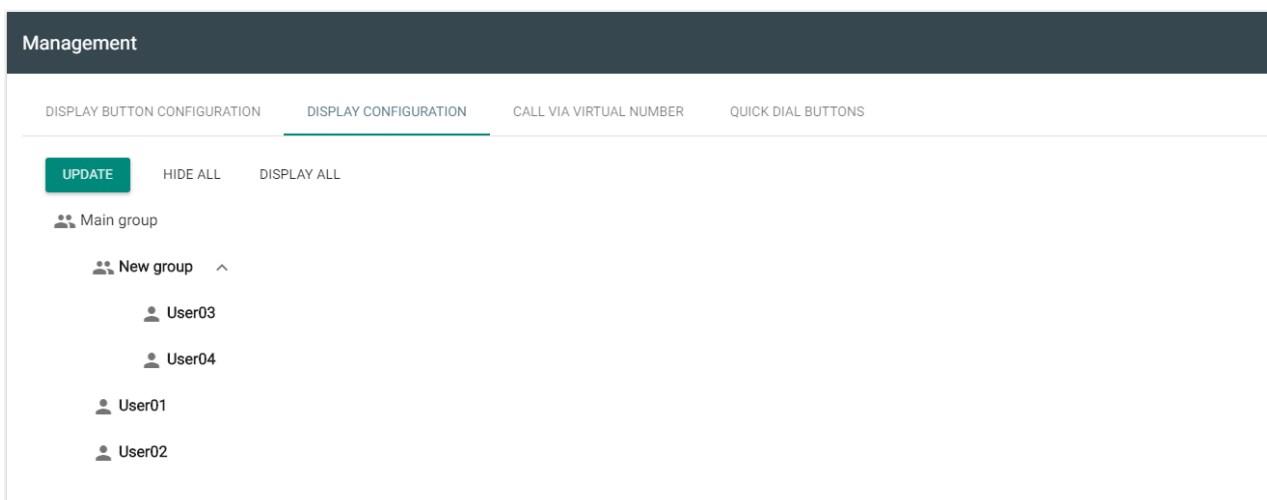 Management
DISPLAY BUTTON CONFIGURATION DISPLAY CONFIGURATION CALL VIA VIRTUAL NUMBER QUICK DIAL BUTTONS
UPDATE HIDE ALL DISPLAY ALL
Main group
New group
User03
User04
User01
User02